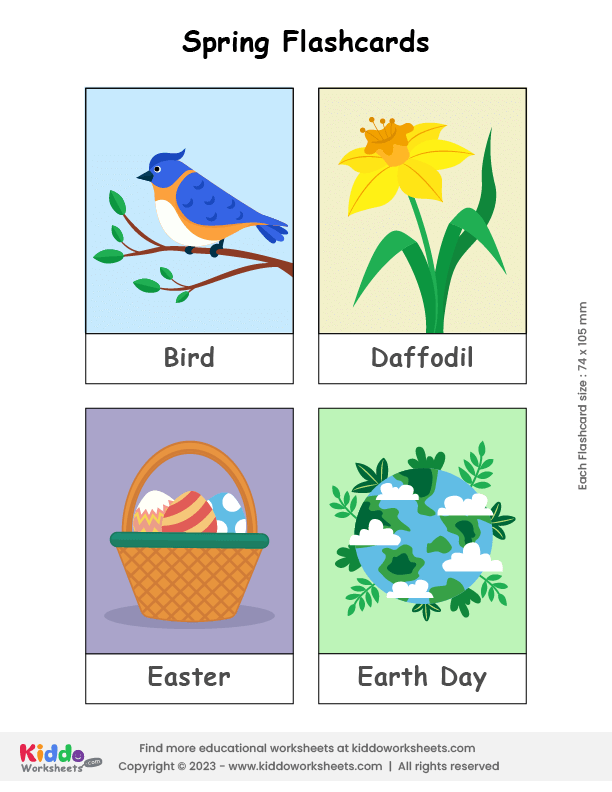 Spring Flashcards
Bird
Daffodil
Each Flashcard size : 74 x 105 mm
Easter
Earth Day
Kiddo
Worksheets.com
Find more educational worksheets at kiddoworksheets.com
Copyright © 2023 - www.kiddoworksheets.com | All rights reserved